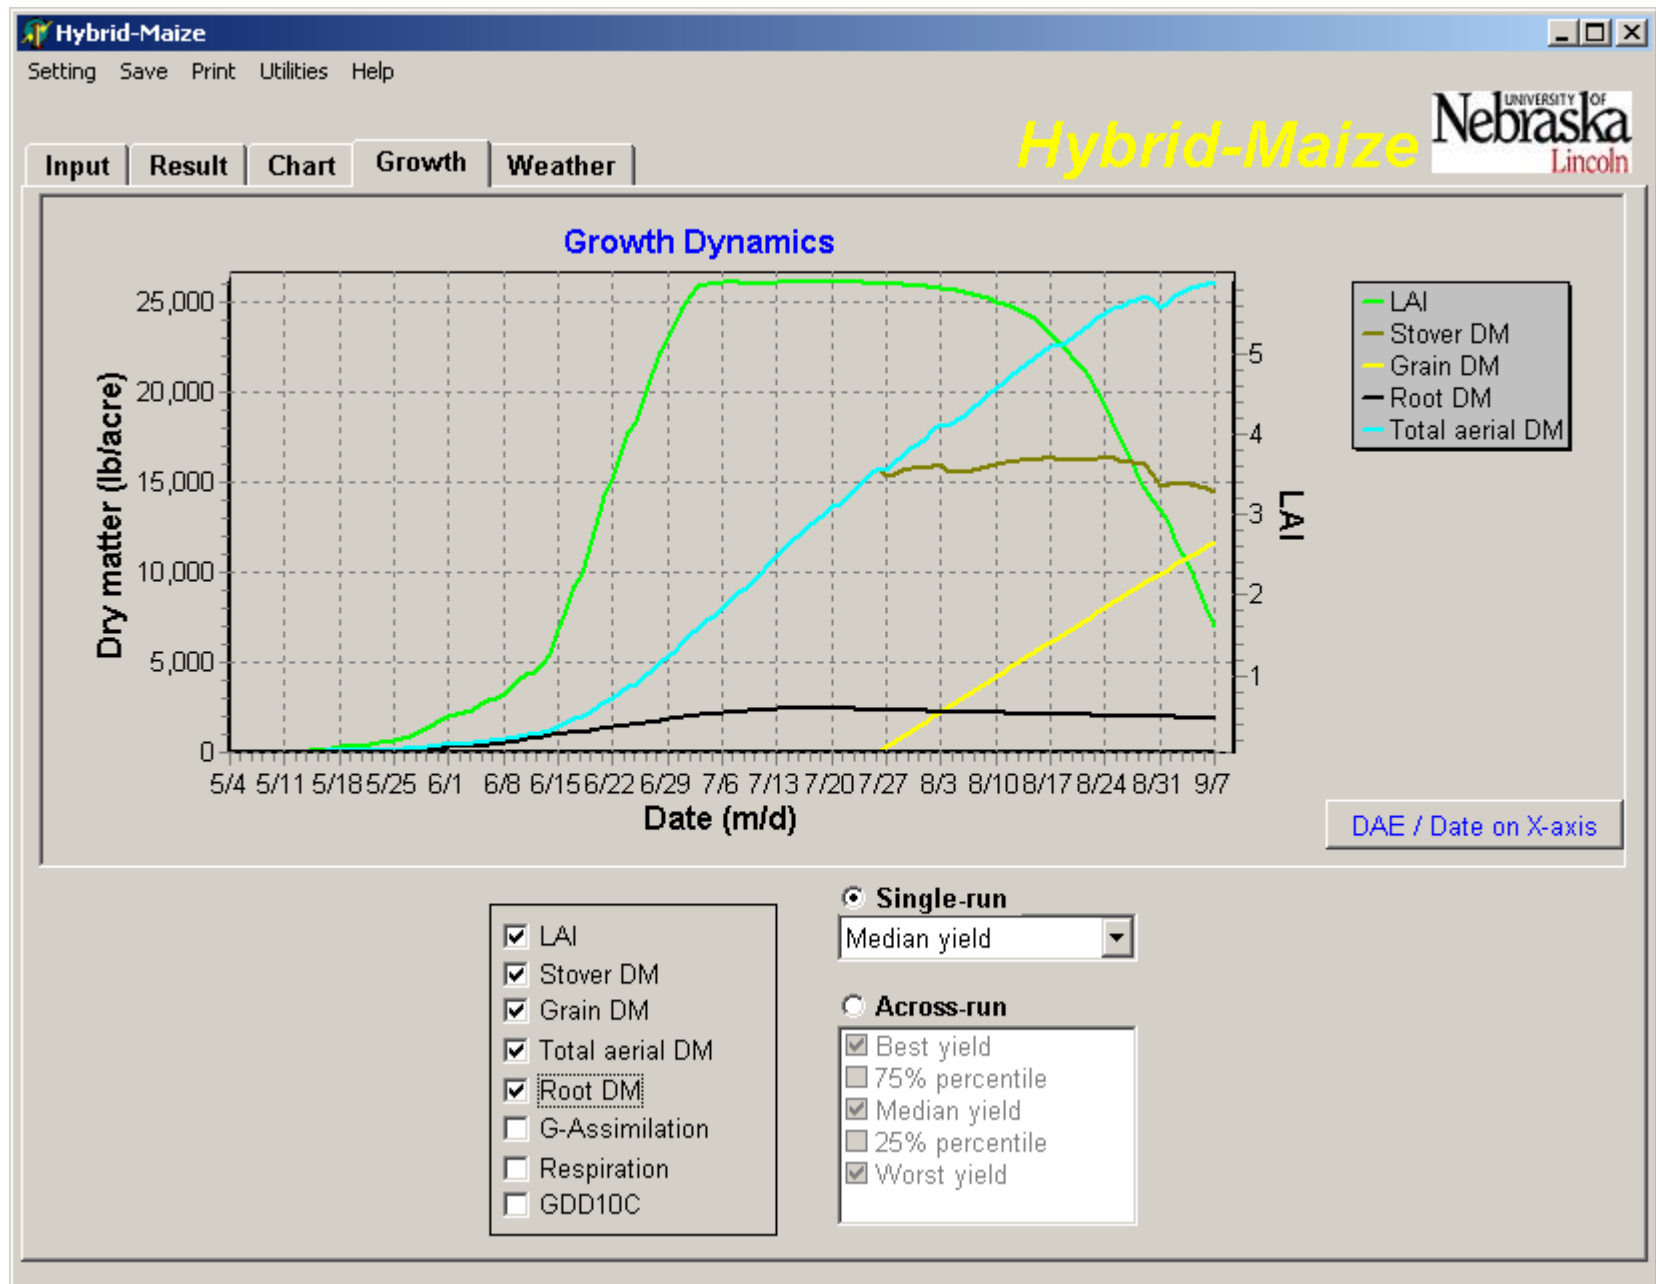 Hybrid-Maize
Setting Save Print Utilities Help
Hybrid-Maize
UNIVERSITY OF
Nebraska
Lincoln
Input Result Chart Growth Weather
Growth Dynamics
25,000
20,000
15,000
10,000
5,000
0
Dry matter (lb/acre)
5/4 5/11 5/18 5/25 6/1 6/8 6/15 6/22 6/29 7/6 7/13 7/20 7/27 8/3 8/10 8/17 8/24 8/31 9/7
Date (m/d)
5
4
3
2
1
LAI
LAI
Stover DM
Grain DM
Root DM
Total aerial DM
DAE / Date on X-axis
LAI
Stover DM
Grain DM
Total aerial DM
Root DM
G-Assimilation
Respiration
GDD10C
Single-run
Median yield
Across-run
Best yield
75% percentile
Median yield
25% percentile
Worst yield